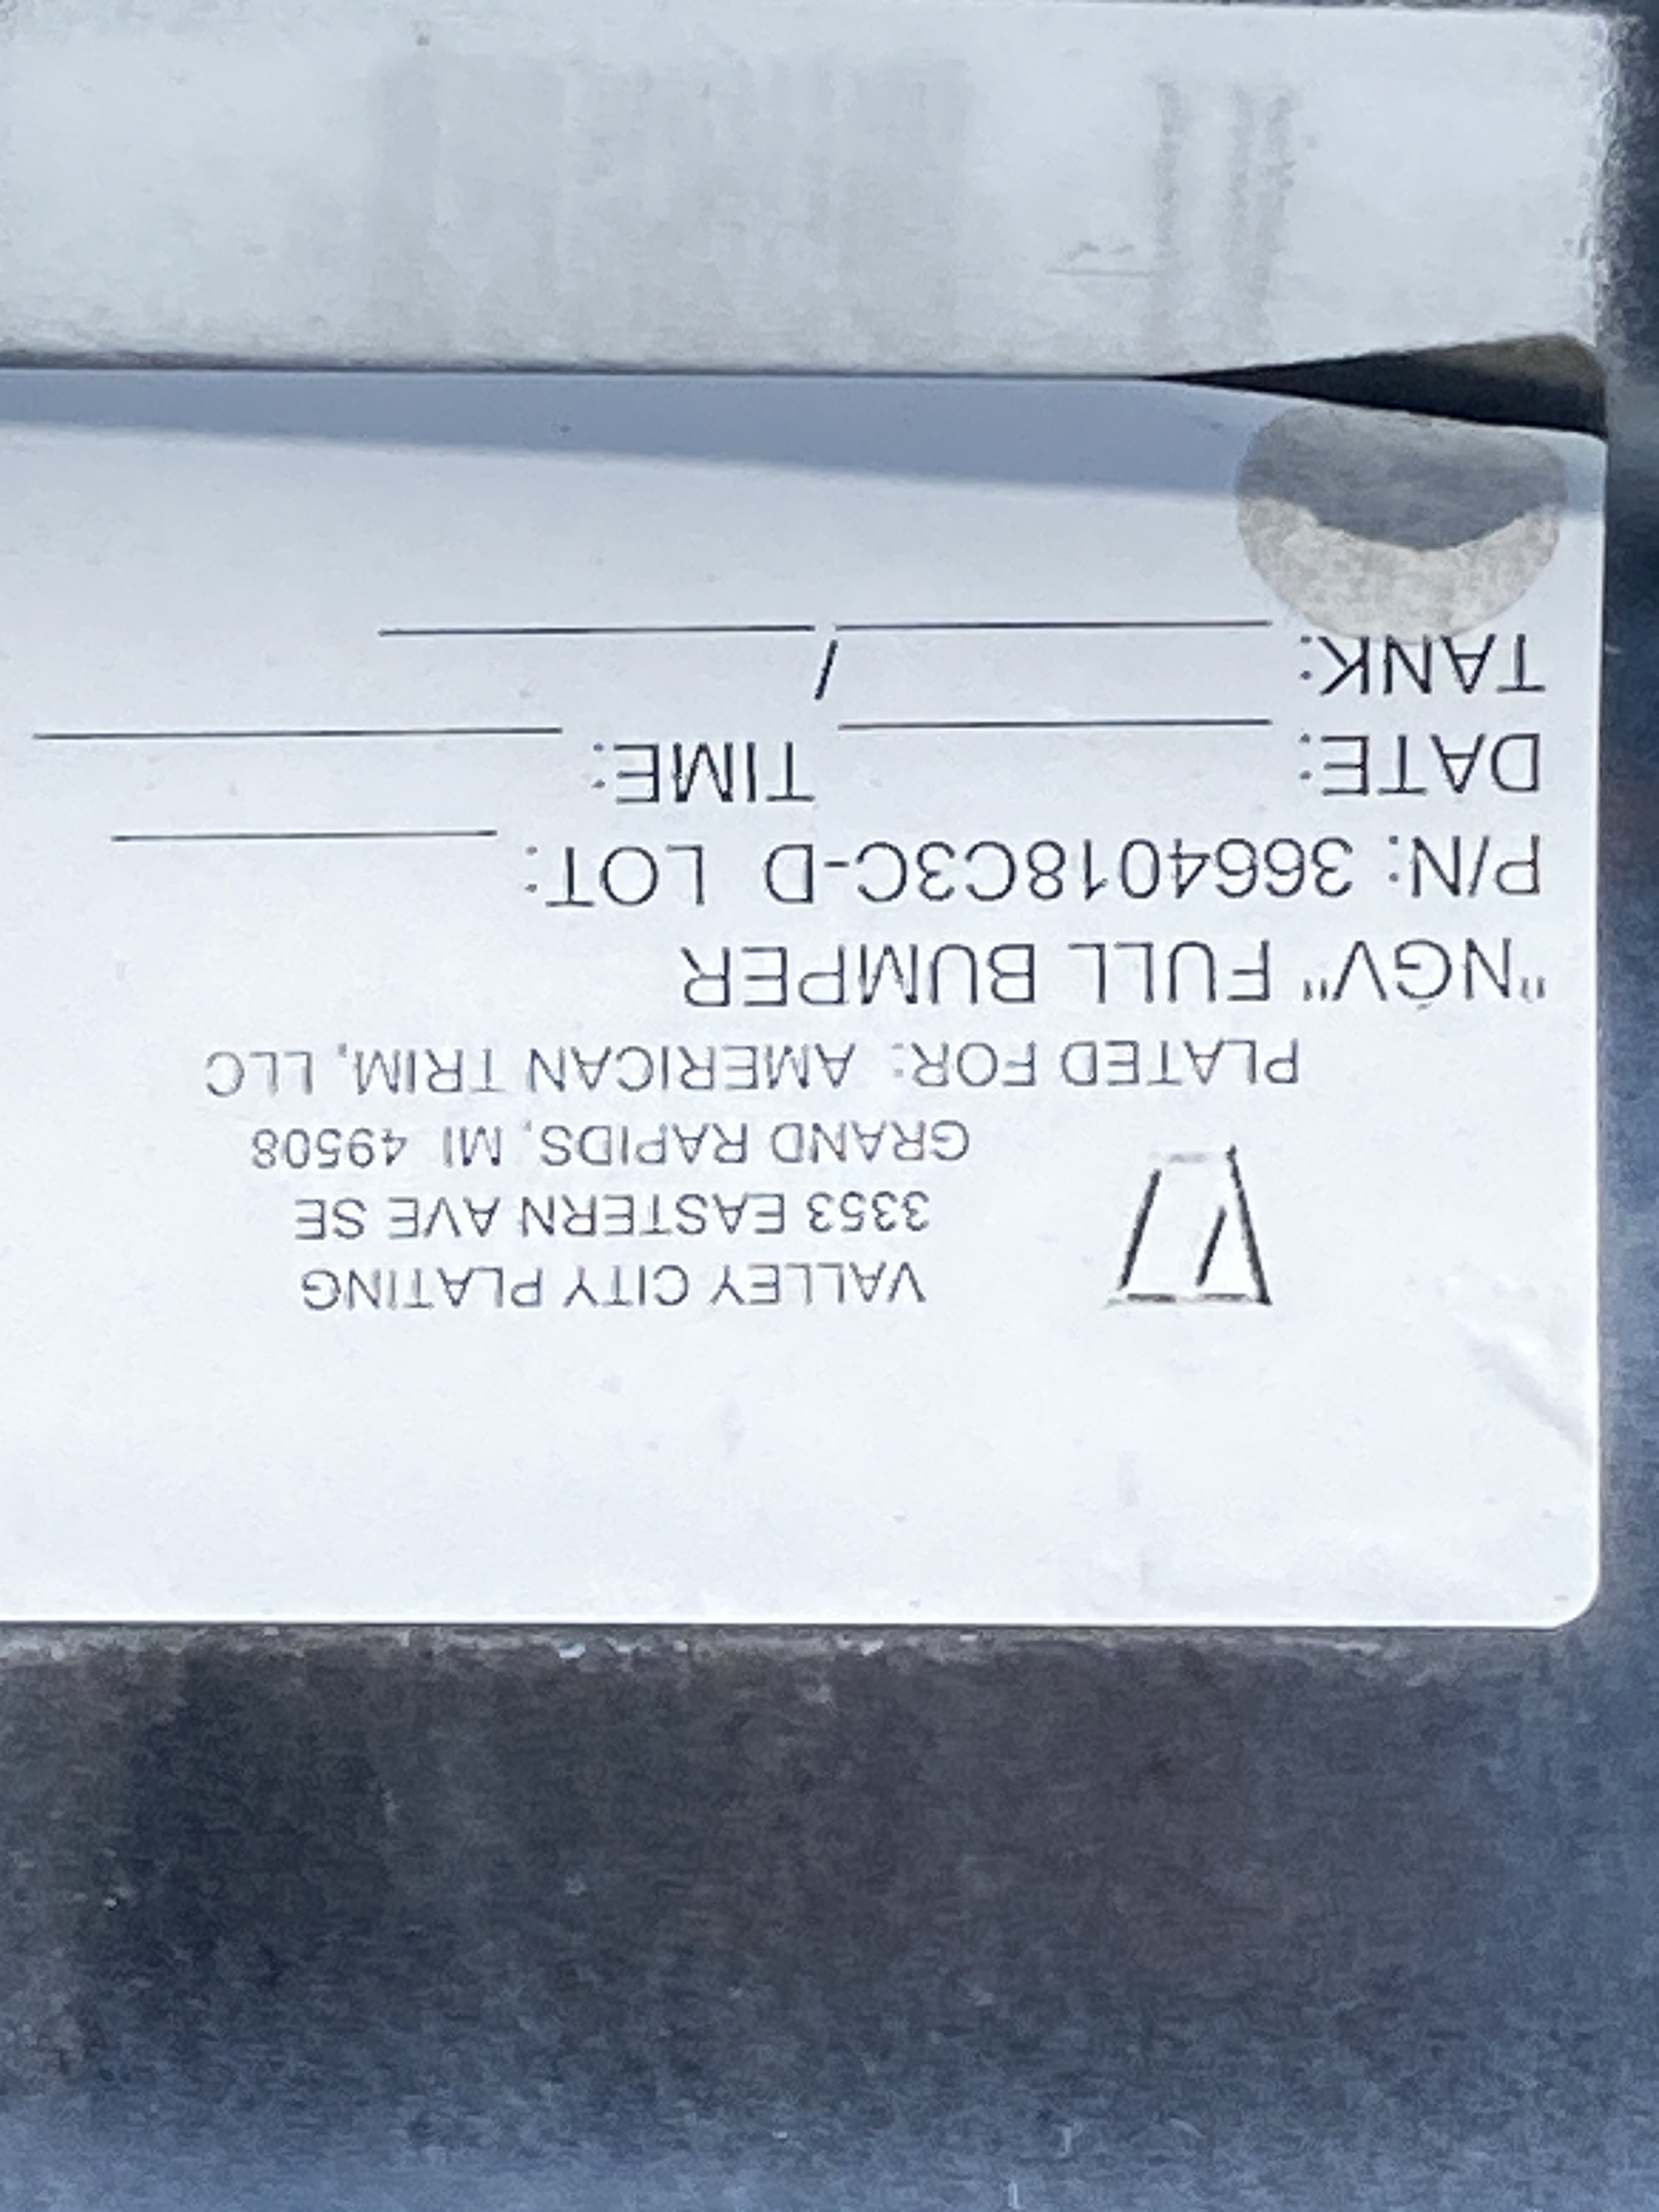 VALLEY CITY PLATING
3353 EASTERN AVE SE
GRAND RAPIDS, MI 49508
PLATED FOR: AMERICAN TRIM, LLC
"NGV" FULL BUMPER
P/N: 3664018C3C-D LOT:
DATE: TIME:
TANK: /